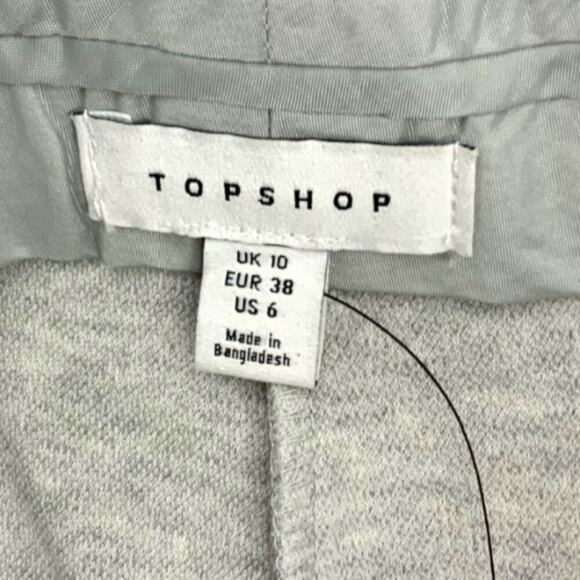 TOPSHOP
UK 10
EUR 38
US 6
Made in
Bangladesh